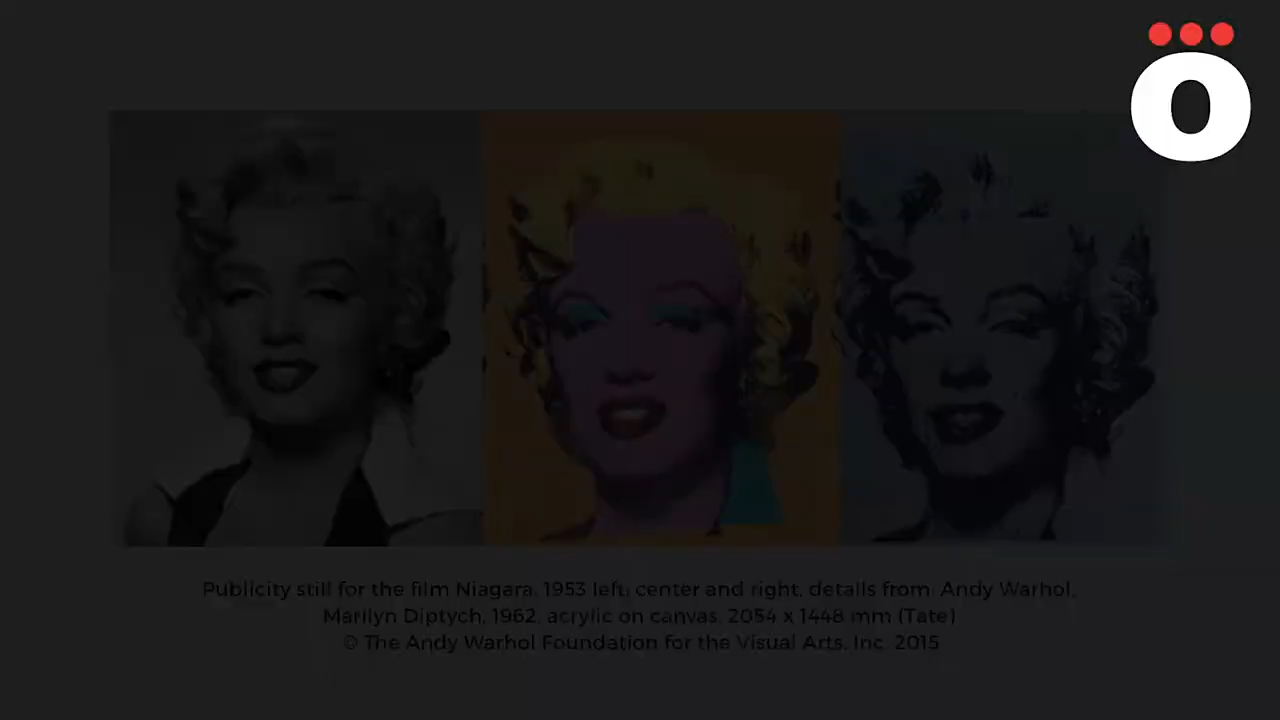 ö
Publicity still for the film Niagara, 1953 left; center and right, details from: Andy Warhol,
Marilyn Diptych, 1962, acrylic on canvas, 2054 x 1448 mm (Tate)
© The Andy Warhol Foundation for the Visual Arts, Inc. 2015